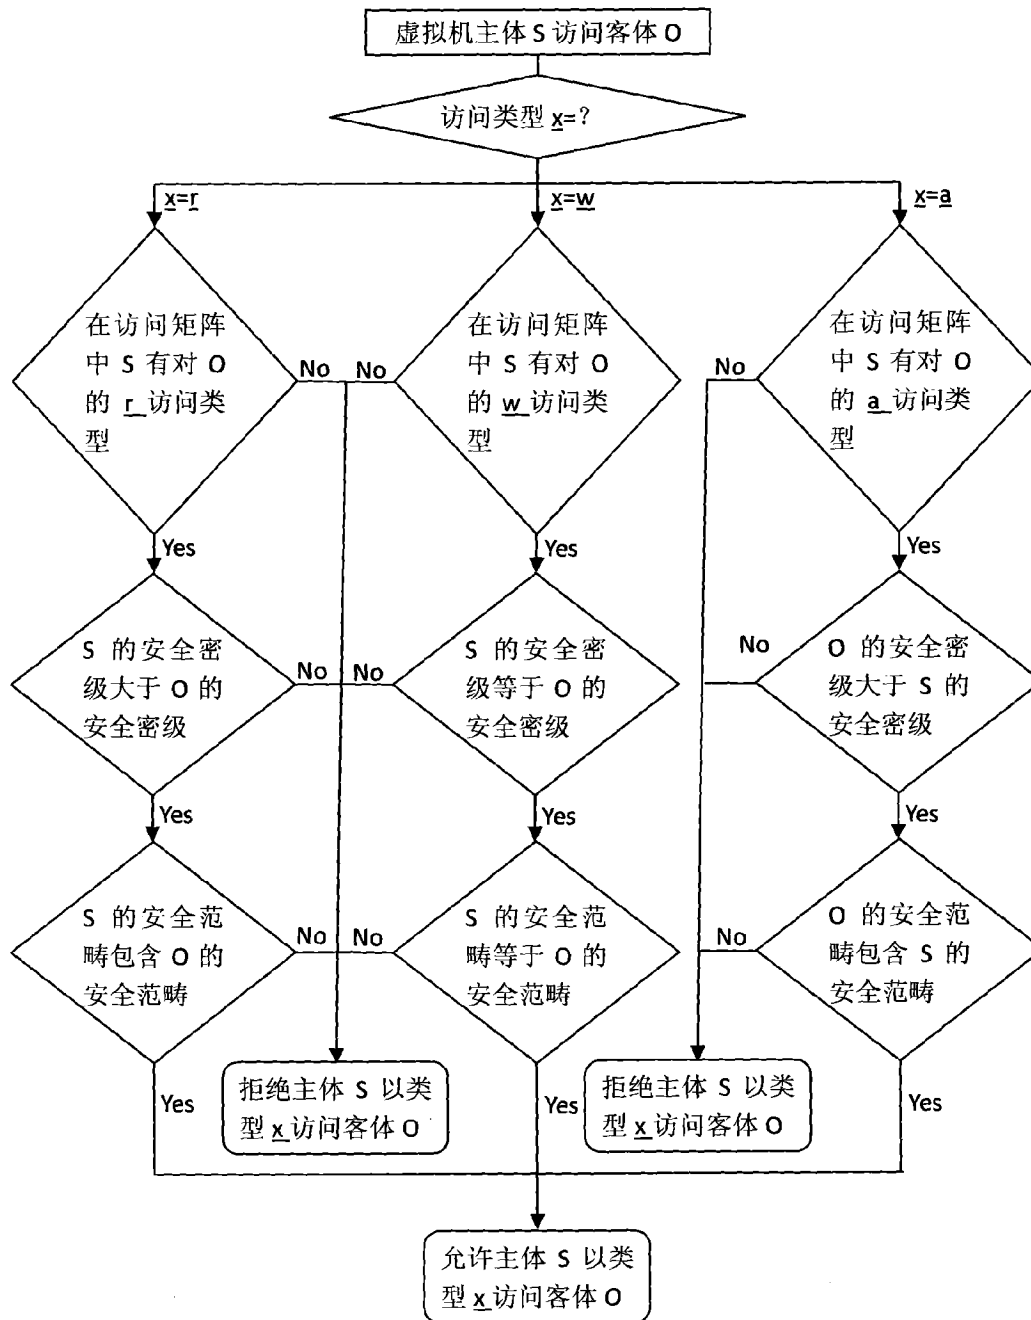 虚拟机主体 S 访问客体 O
访问类型 x=?
x=r
x=w
x=a
在访问矩阵
中 S 有对 O
的 r 访问类
型
No
No
在访问矩阵
中 S 有对 O
的 w 访问类
型
No
在访问矩阵
中 S 有对 O
的 a 访问类
型
Yes
Yes
Yes
S 的安全密
级大于 O 的
安全密级
No
No
S 的安全密
级等于 O 的
安全密级
No
O 的安全密
级大于 S 的
安全密级
Yes
Yes
Yes
S 的安全范
畴包含 O 的
安全范畴
No
No
S 的安全范
畴等于 O 的
安全范畴
No
O 的安全范
畴包含 S 的
安全范畴
Yes
拒绝主体 S 以类
型 x 访问客体 O
Yes
拒绝主体 S 以类
型 x 访问客体 O
Yes
允许主体 S 以类
型 x 访问客体 O